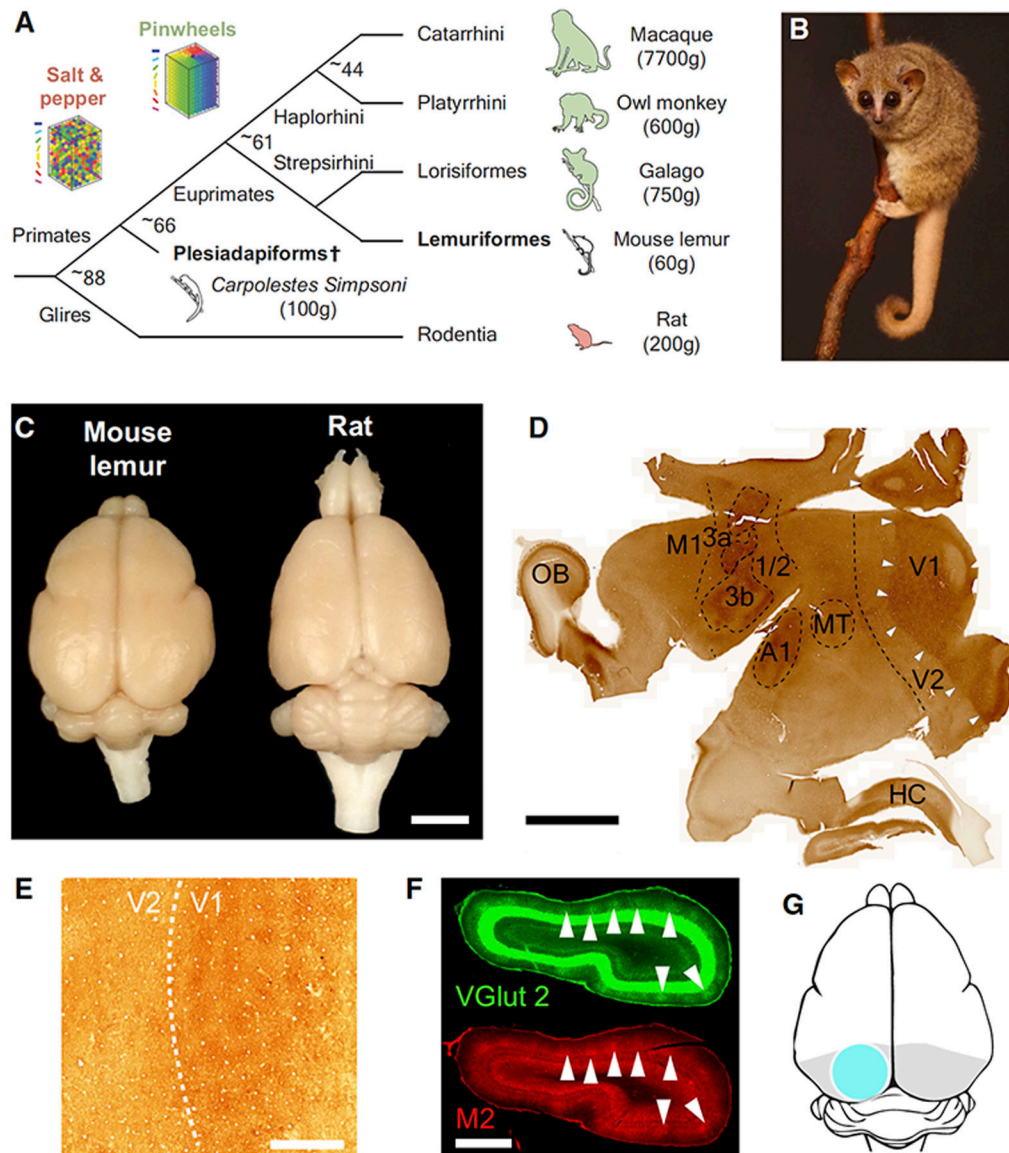 A
Salt &
pepper
Pinwheels
Primates
Glires
~88
~66
Euprimates
~61
Haplorhini
Strepsirhini
~44
Plesiadapiforms†
Carpolestes Simpsoni
(100g)
Catarrhini
Macaque
(7700g)
Platyrrhini
Owl monkey
(600g)
Lorisiformes
Galago
(750g)
Lemuriformes
Mouse lemur
(60g)
Rodentia
Rat
(200g)
B
C
Mouse
lemur
Rat
D
OB
M1
3a
1/2
3b
A1
MT
V1
V2
HC
E
V2
V1
F
VGlut 2
M2
G